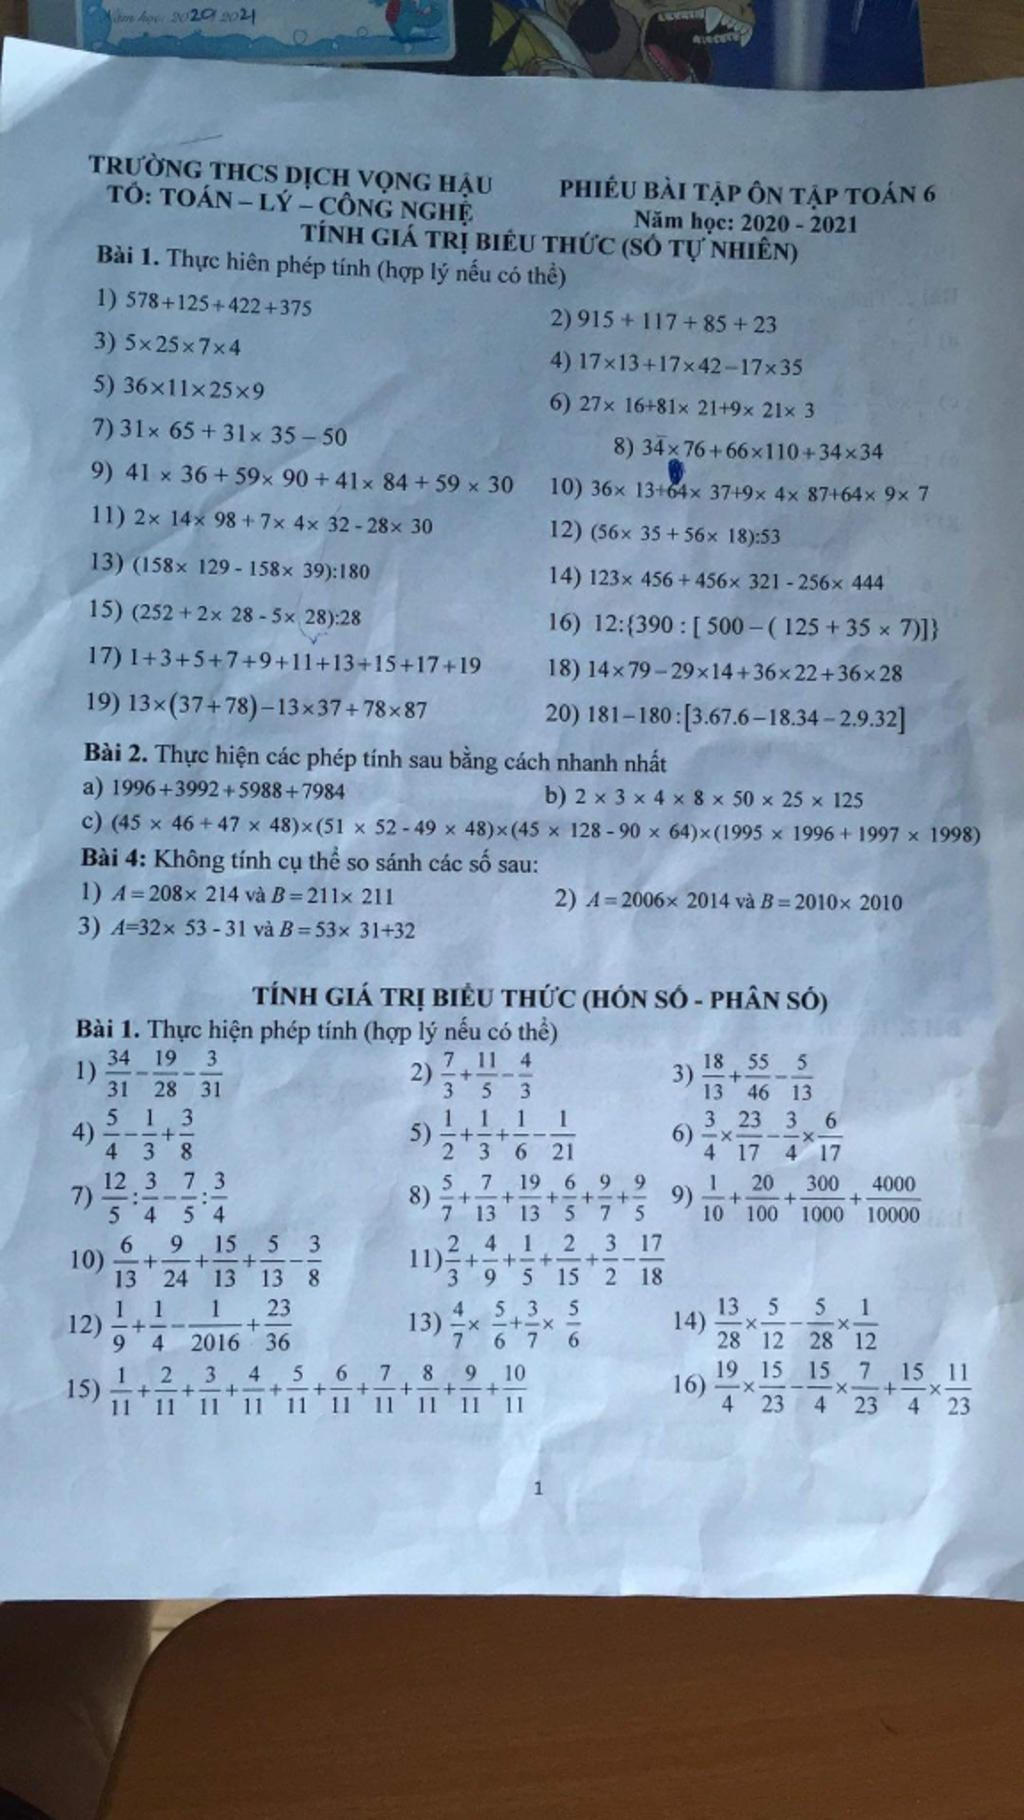 Năm học: 2020 2021
TRƯỜNG THCS DỊCH VỌNG HẬU
TỔ: TOÁN – LÝ – CÔNG NGHỆ
PHIẾU BÀI TẬP ÔN TẬP TOÁN 6
Năm học: 2020 - 2021
TÍNH GIÁ TRỊ BIỂU THỨC (SỐ TỰ NHIÊN)
Bài 1. Thực hiên phép tính (hợp lý nếu có thể)
1) 578+125+422+375
2) 915 + 117 + 85 + 23
3) 5×25×7×4
4) 17×13+17×42–17×35
5) 36×11×25×9
6) 27× 16+81× 21+9× 21× 3
7) 31× 65 + 31× 35 – 50
8) 34×76+66×110+34×34
9) 41 × 36 + 59× 90 + 41× 84 + 59 × 30
10) 36× 13+64× 37+9× 4× 87+64× 9× 7
11) 2× 14× 98 + 7× 4× 32 - 28× 30
12) (56× 35 + 56× 18):53
13) (158× 129 - 158× 39):180
14) 123× 456 + 456× 321 - 256× 444
15) (252 + 2× 28 - 5× 28):28
16) 12:{390 : [ 500 – ( 125 + 35 × 7)]}
17) 1+3+5+7+9+11+13+15+17+19
18) 14×79–29×14+36×22+36×28
19) 13×(37+78)–13×37+78×87
20) 181–180:[3.67.6–18.34–2.9.32]
Bài 2. Thực hiện các phép tính sau bằng cách nhanh nhất
a) 1996+3992+5988+7984
b) 2 × 3 × 4 × 8 × 50 × 25 × 125
c) (45 × 46 + 47 × 48)×(51 × 52 - 49 × 48)×(45 × 128 - 90 × 64)×(1995 × 1996 + 1997 × 1998)
Bài 4: Không tính cụ thể so sánh các số sau:
1) A = 208× 214 và B = 211× 211
2) A = 2006× 2014 và B = 2010× 2010
3) A=32× 53 - 31 và B = 53× 31+32
TÍNH GIÁ TRỊ BIỂU THỨC (HỖN SỐ - PHÂN SỐ)
Bài 1. Thực hiện phép tính (hợp lý nếu có thể)
1) 34/31 – 19/28 – 3/31
2) 7/3 + 11/5 – 4/3
3) 18/13 + 55/46 – 5/13
4) 5/4 – 1/3 + 3/8
5) 1/2 + 1/3 + 1/6 – 1/21
6) 3/4 × 23/17 – 3/4 × 6/17
7) 12/5 : 3/4 – 7/5 : 3/4
8) 5/7 + 7/13 + 19/13 + 6/5 + 9/7 + 9/5
9) 1/10 + 20/100 + 300/1000 + 4000/10000
10) 6/13 + 9/24 + 15/13 + 5/13 – 3/8
11) 2/3 + 4/9 + 1/5 + 2/15 + 3/2 – 17/18
12) 1/9 + 1/4 – 1/2016 + 23/36
13) 4/7 × 5/6 + 3/7 × 5/6
14) 13/28 × 5/12 – 5/28 × 1/12
15) 1/11 + 2/11 + 3/11 + 4/11 + 5/11 + 6/11 + 7/11 + 8/11 + 9/11 + 10/11
16) 19/4 × 15/23 – 15/4 × 7/23 + 15/4 × 11/23
1